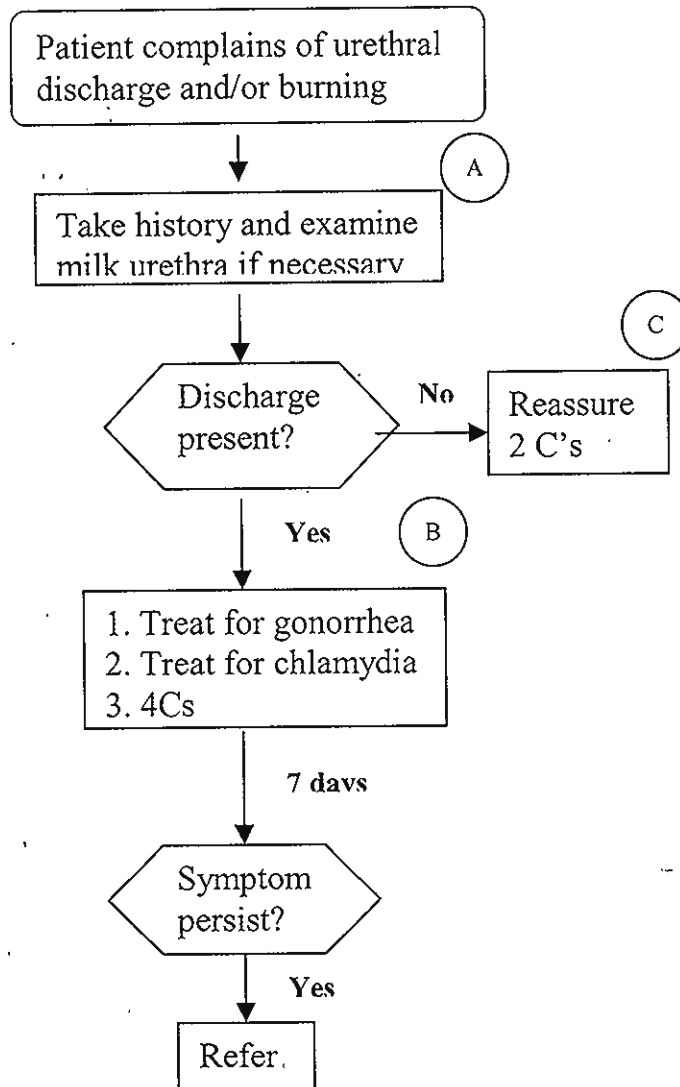 Patient complains of urethral
discharge and/or burning
A
Take history and examine
milk urethra if necessary
C
Discharge
present?
No
Reassure
2 C's
Yes
B
1. Treat for gonorrhea
2. Treat for chlamydia
3. 4Cs
7 days
Symptom
persist?
Yes
Refer